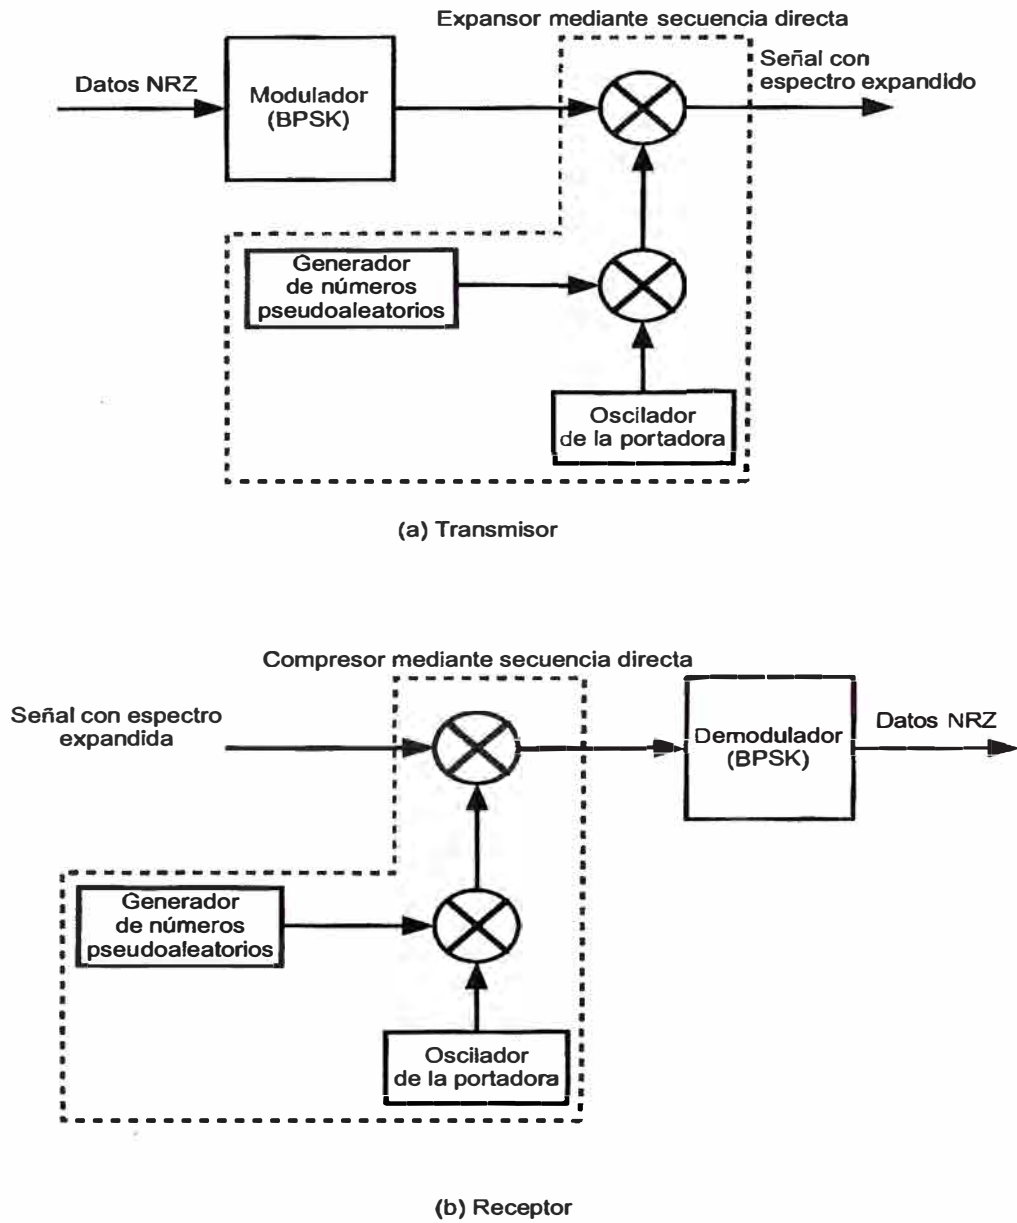 Expansor mediante secuencia directa
Datos NRZ
Modulador
(BPSK)
Señal con
espectro expandido
Generador
de números
pseudoaleatorios
Oscilador
de la portadora
(a) Transmisor
Compresor mediante secuencia directa
Señal con espectro
expandida
Demodulador
(BPSK)
Datos NRZ
Generador
de números
pseudoaleatorios
Oscilador
de la portadora
(b) Receptor